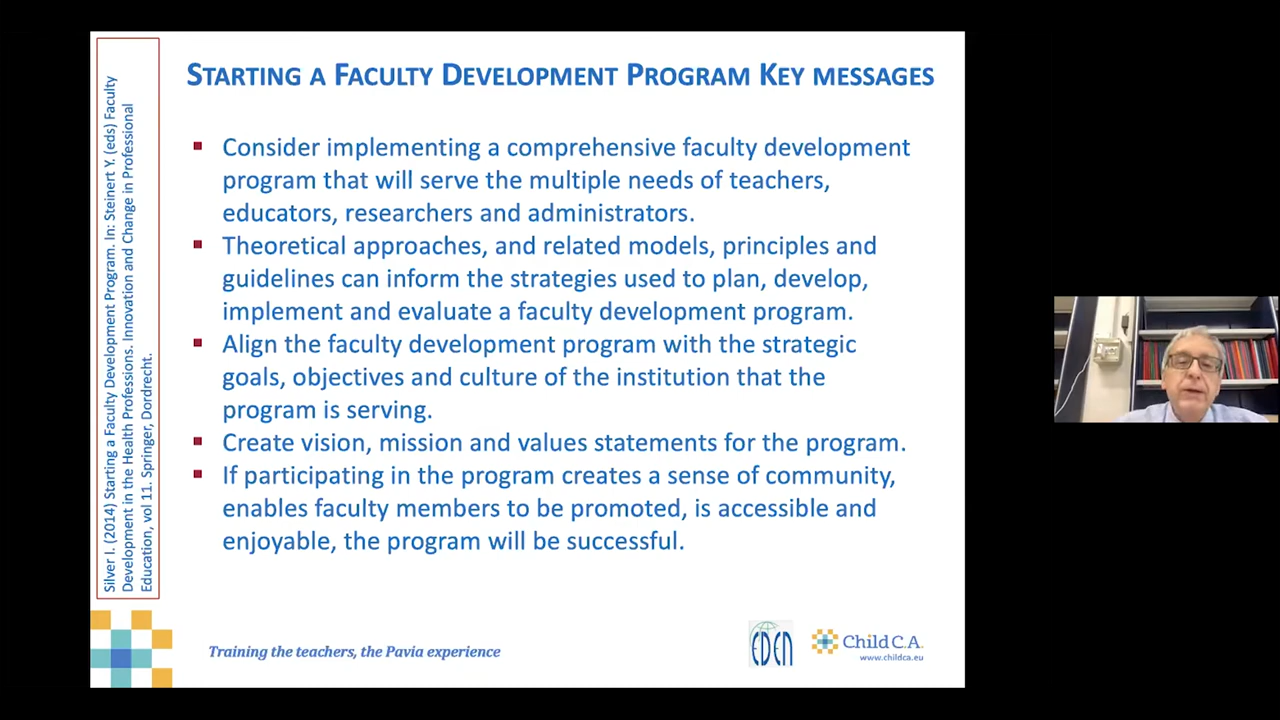 STARTING A FACULTY DEVELOPMENT PROGRAM KEY MESSAGES
Consider implementing a comprehensive faculty development
program that will serve the multiple needs of teachers,
educators, researchers and administrators.
Theoretical approaches, and related models, principles and
guidelines can inform the strategies used to plan, develop,
implement and evaluate a faculty development program.
Align the faculty development program with the strategic
goals, objectives and culture of the institution that the
program is serving.
Create vision, mission and values statements for the program.
If participating in the program creates a sense of community,
enables faculty members to be promoted, is accessible and
enjoyable, the program will be successful.
Silver I. (2014) Starting a Faculty Development Program. In: Steinert Y. (eds) Faculty
Development in the Health Professions. Innovation and Change in Professional
Education, vol 11. Springer, Dordrecht.
Training the teachers, the Pavia experience
EDEN
Child C.A.
www.childca.eu